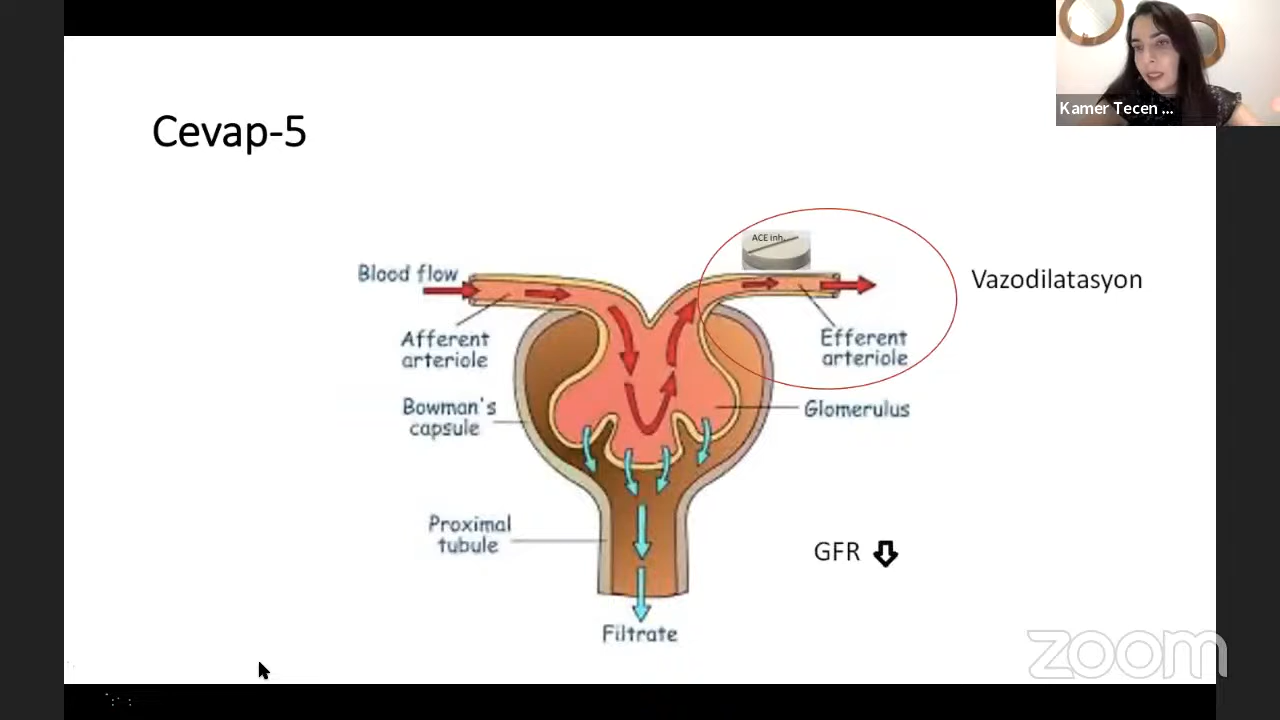 Kamer Tecen ...
Cevap-5
ACE inh.
Blood flow
Vazodilatasyon
Afferent
arteriole
Efferent
arteriole
Bowman's
capsule
Glomerulus
Proximal
tubule
GFR
Filtrate
zoom